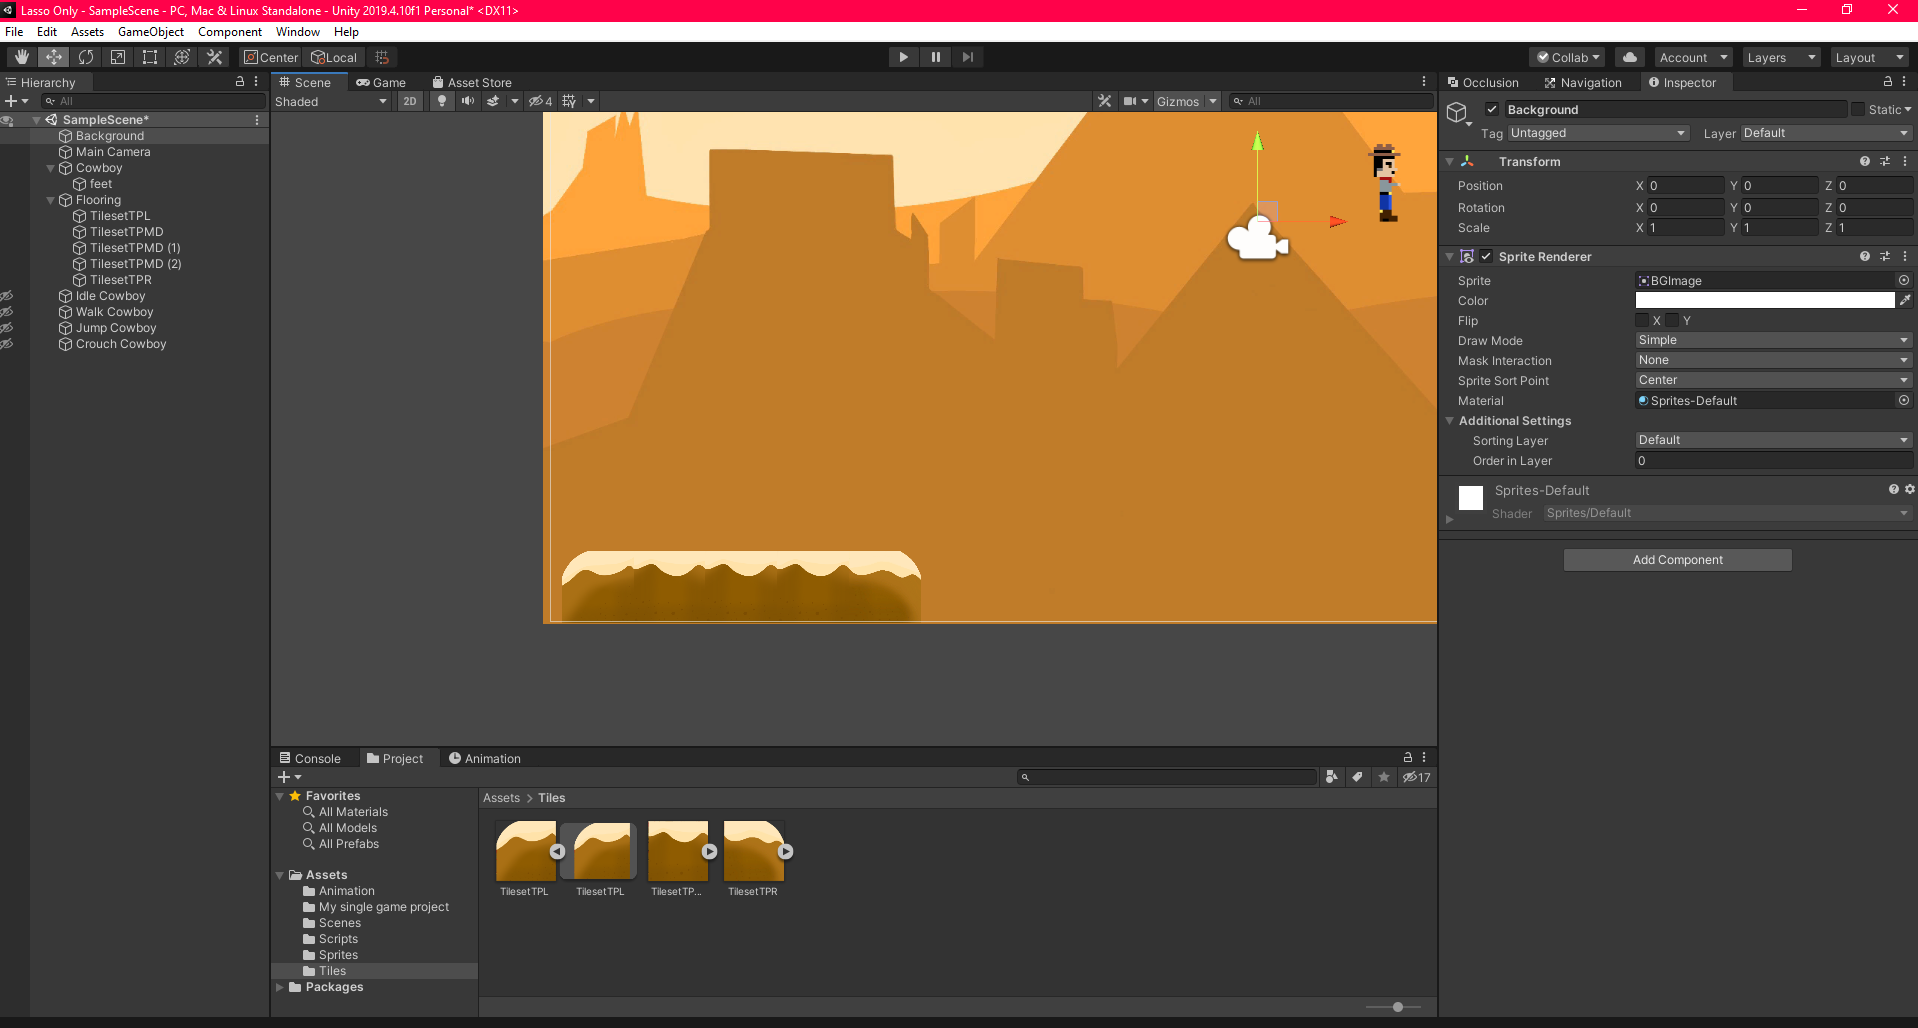 Lasso Only - SampleScene - PC, Mac & Linux Standalone - Unity 2019.4.10f1 Personal* <DX11>
File Edit Assets GameObject Component Window Help
Center Local Collab Account Layers Layout
Hierarchy
All
SampleScene*
Background
Main Camera
Cowboy
feet
Flooring
TilesetTPL
TilesetTPMD
TilesetTPMD (1)
TilesetTPMD (2)
TilesetTPR
Idle Cowboy
Walk Cowboy
Jump Cowboy
Crouch Cowboy
Scene Game Asset Store
Shaded 2D 4 Gizmos All
Console Project Animation
17
Favorites
All Materials
All Models
All Prefabs
Assets
Animation
My single game project
Scenes
Scripts
Sprites
Tiles
Packages
Assets > Tiles
TilesetTPL TilesetTPL TilesetTP... TilesetTPR
Occlusion Navigation Inspector
Background Static
Tag Untagged Layer Default
Transform
Position X 0 Y 0 Z 0
Rotation X 0 Y 0 Z 0
Scale X 1 Y 1 Z 1
Sprite Renderer
Sprite BGImage
Color
Flip X Y
Draw Mode Simple
Mask Interaction None
Sprite Sort Point Center
Material Sprites-Default
Additional Settings
Sorting Layer Default
Order in Layer 0
Sprites-Default
Shader Sprites/Default
Add Component